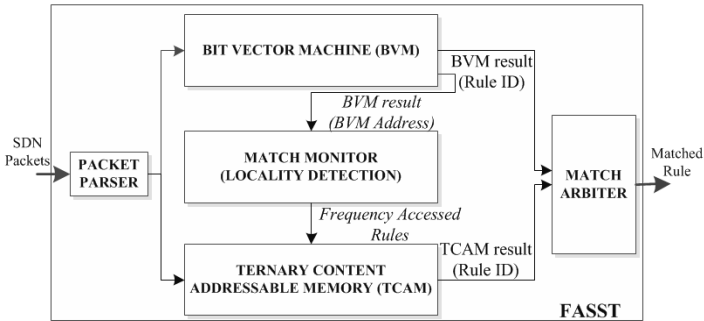 BIT VECTOR MACHINE (BVM)
BVM result
(Rule ID)
BVM result
(BVM Address)
SDN
Packets
PACKET
PARSER
MATCH MONITOR
(LOCALITY DETECTION)
MATCH
ARBITER
Matched
Rule
Frequency Accessed
Rules
TERNARY CONTENT
ADDRESSABLE MEMORY (TCAM)
TCAM result
(Rule ID)
FASST